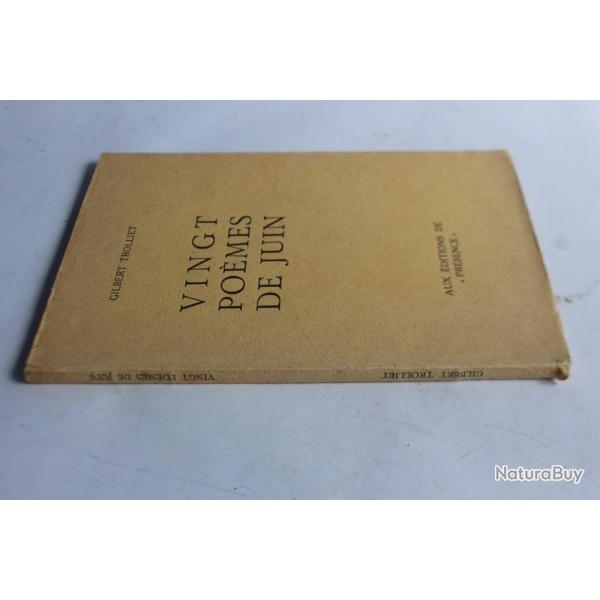 GILBERT TROLLIET
VINGT
POÈMES
DE JUIN
AUX ÉDITIONS DE
« PRÉSENCE »
GILBERT TROLLIET
VINGT POÈMES DE JUIN
NaturaBuy